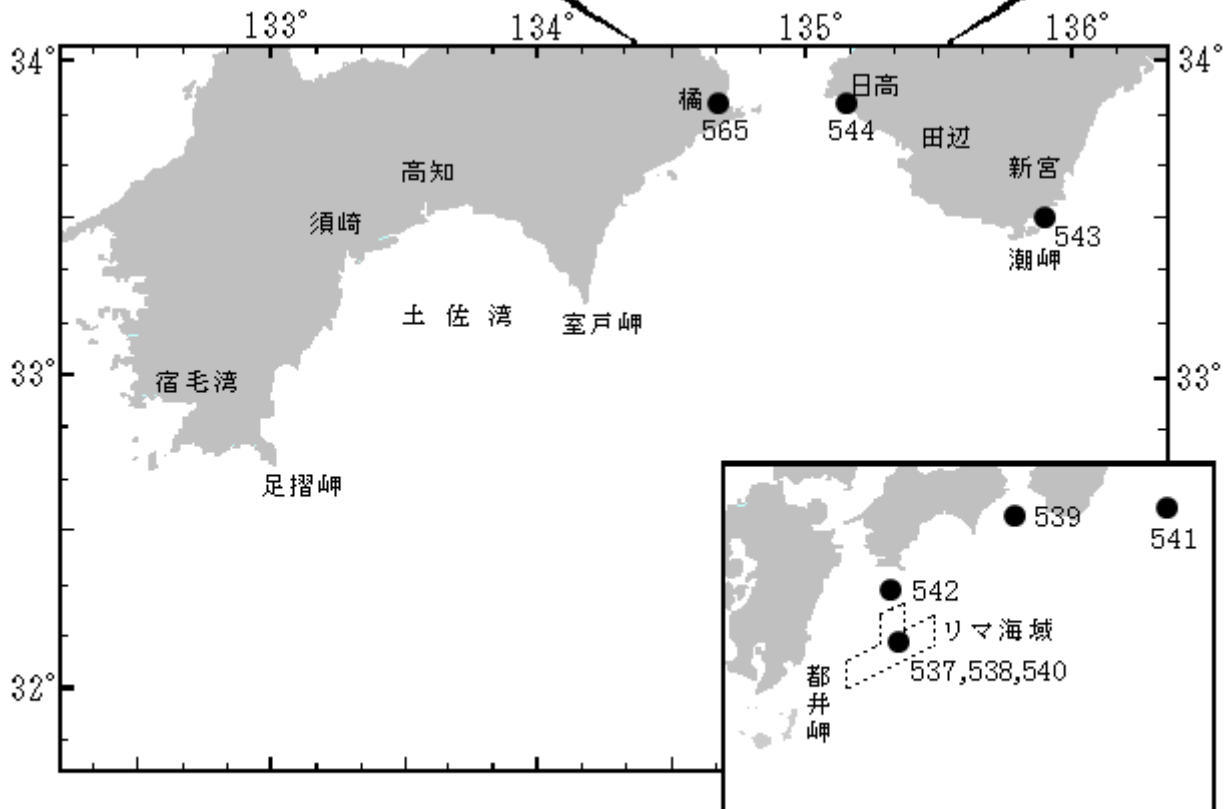 133° 134° 135° 136°
34° 34°
橘 日高
565 544
田辺
高知 新宮
須崎
543
潮岬
土佐湾 室戸岬
33° 33°
宿毛湾
足摺岬
539
541
542
リマ海域
537,538,540
都井岬
32°